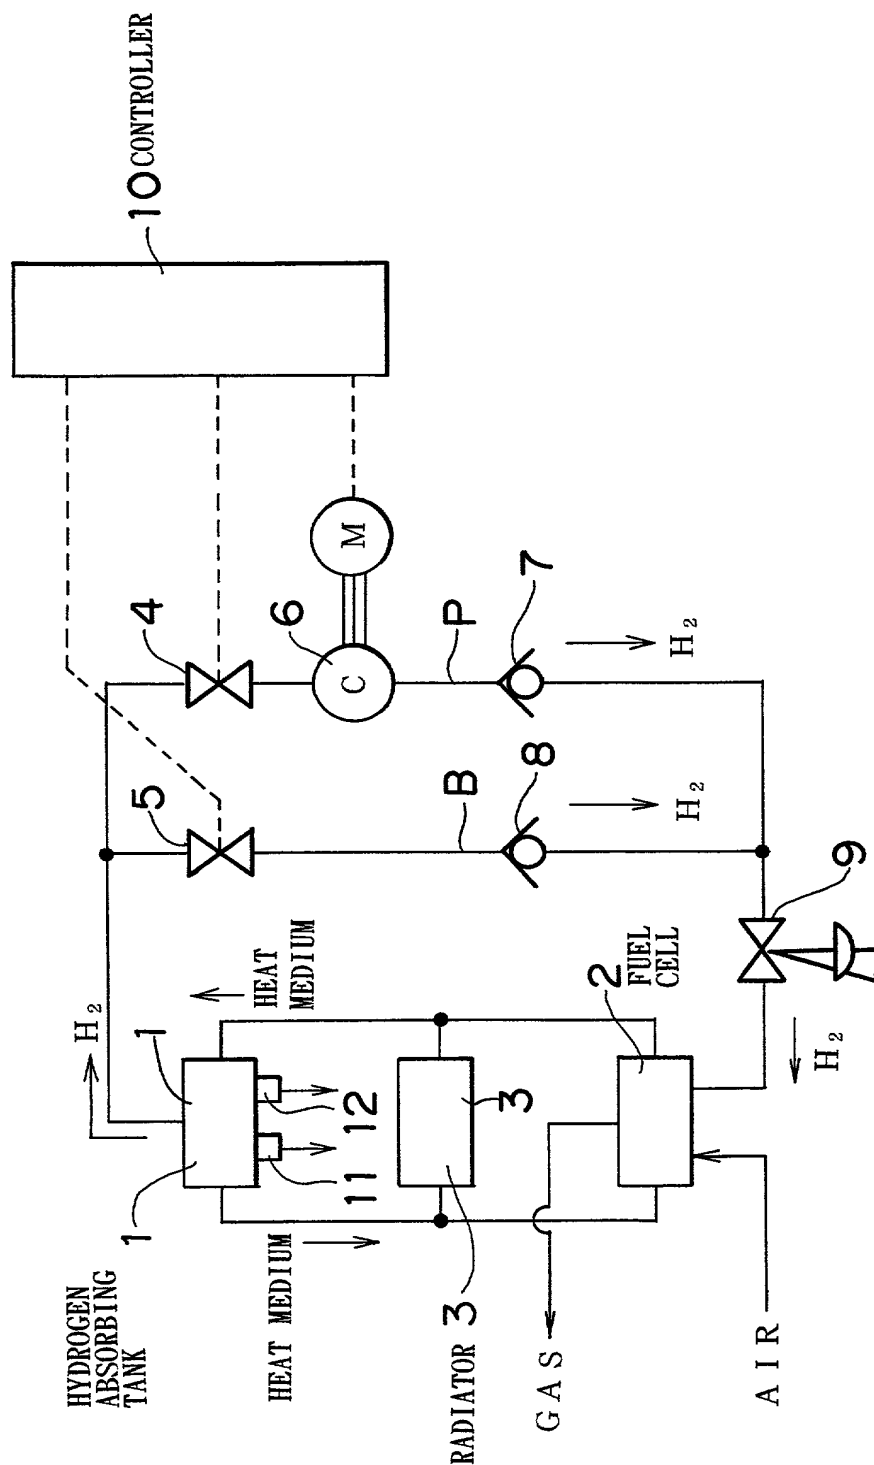 10 CONTROLLER
4
5
6
C
M
P
7
H₂
B
8
H₂
9
H₂
HEAT
MEDIUM
1
1
12
11
HYDROGEN
ABSORBING
TANK
HEAT MEDIUM
3
RADIATOR 3
2 FUEL
CELL
H₂
GAS
AIR